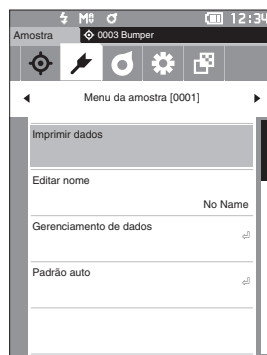 12:34
Amostra 0003 Bumper
Menu da amostra [0001]
Imprimir dados
Editar nome
No Name
Gerenciamento de dados
Padrão auto